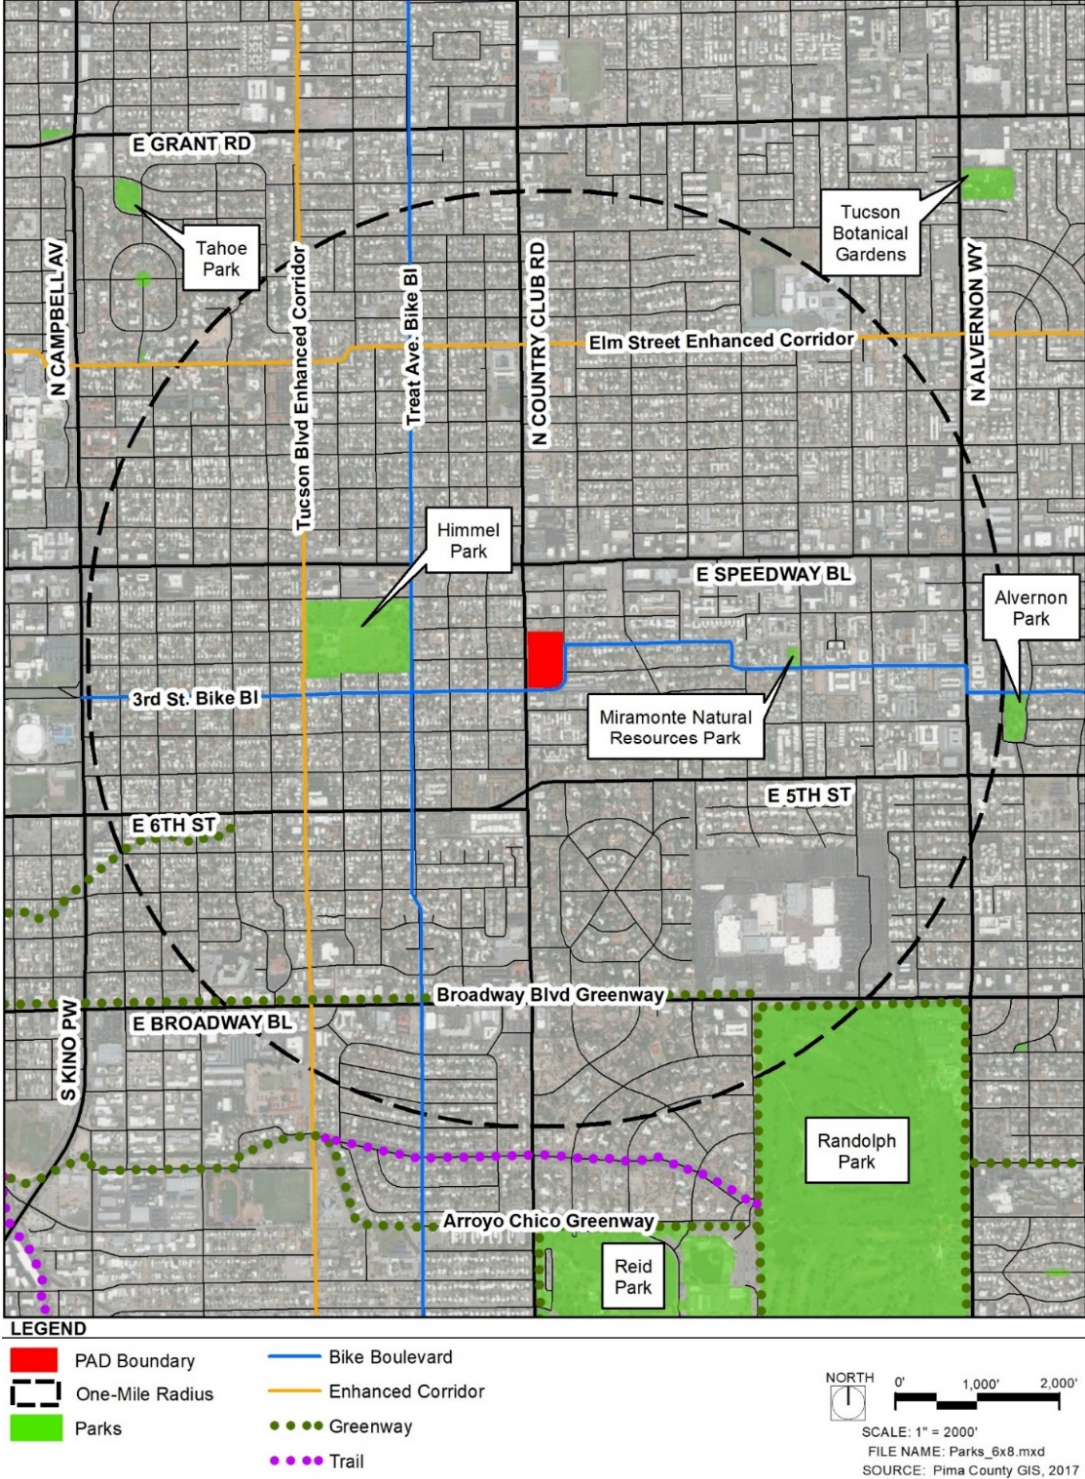 E GRANT RD
Tahoe
Park
Tucson
Botanical
Gardens
N CAMPBELL AV
Tucson Blvd Enhanced Corridor
Treat Ave. Bike Bl
N COUNTRY CLUB RD
N ALVERNON WY
Elm Street Enhanced Corridor
Himmel
Park
E SPEEDWAY BL
Alvernon
Park
3rd St. Bike Bl
Miramonte Natural
Resources Park
E 5TH ST
E 6TH ST
Broadway Blvd Greenway
E BROADWAY BL
S KINO PW
Randolph
Park
Arroyo Chico Greenway
Reid
Park
LEGEND
PAD Boundary
One-Mile Radius
Parks
Bike Boulevard
Enhanced Corridor
Greenway
Trail
NORTH
0' 1,000' 2,000'
SCALE: 1" = 2000'
FILE NAME: Parks_6x8.mxd
SOURCE: Pima County GIS, 2017